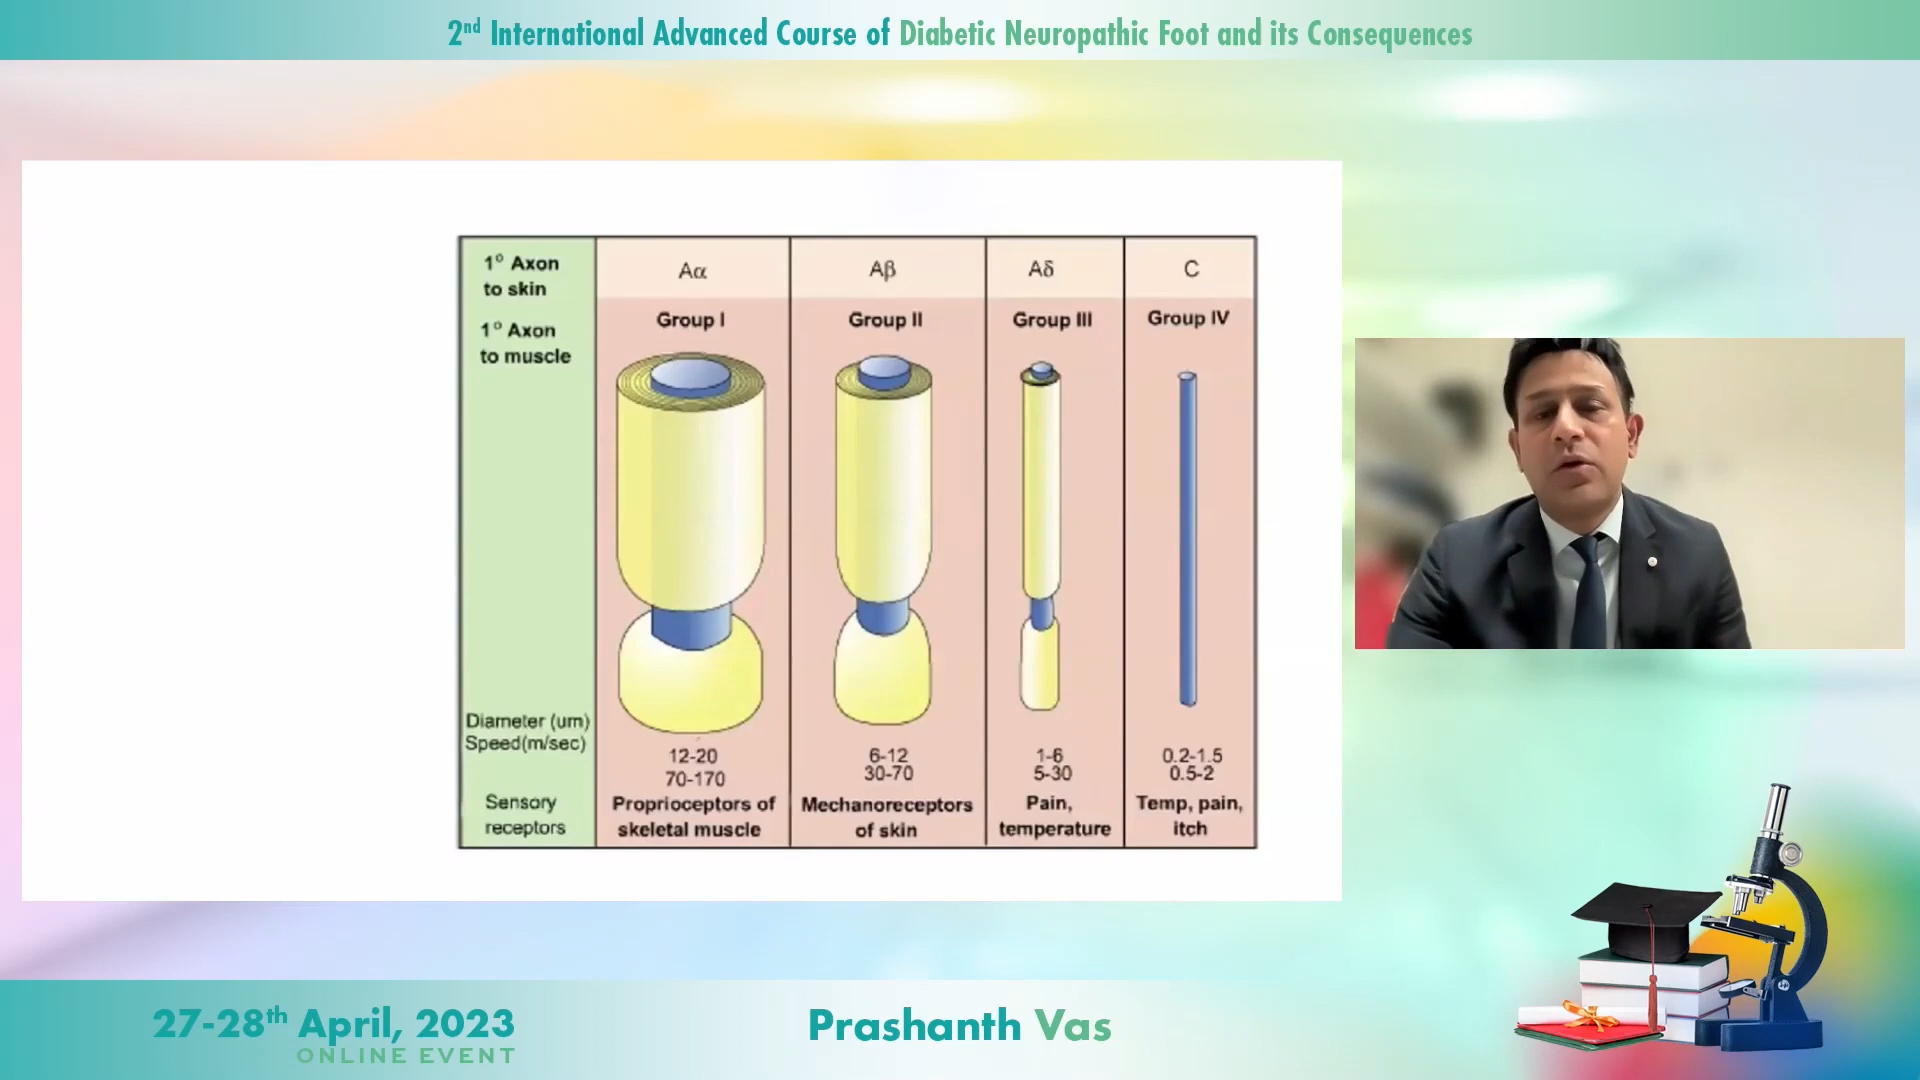 2nd International Advanced Course of Diabetic Neuropathic Foot and its Consequences
1° Axon
to skin
1° Axon
to muscle
Aα
Aβ
Aδ
C
Group I
Group II
Group III
Group IV
Diameter (um)
Speed(m/sec)
12-20
70-170
6-12
30-70
1-6
5-30
0.2-1.5
0.5-2
Sensory
receptors
Proprioceptors of
skeletal muscle
Mechanoreceptors
of skin
Pain,
temperature
Temp, pain,
itch
27-28th April, 2023
ONLINE EVENT
Prashanth Vas